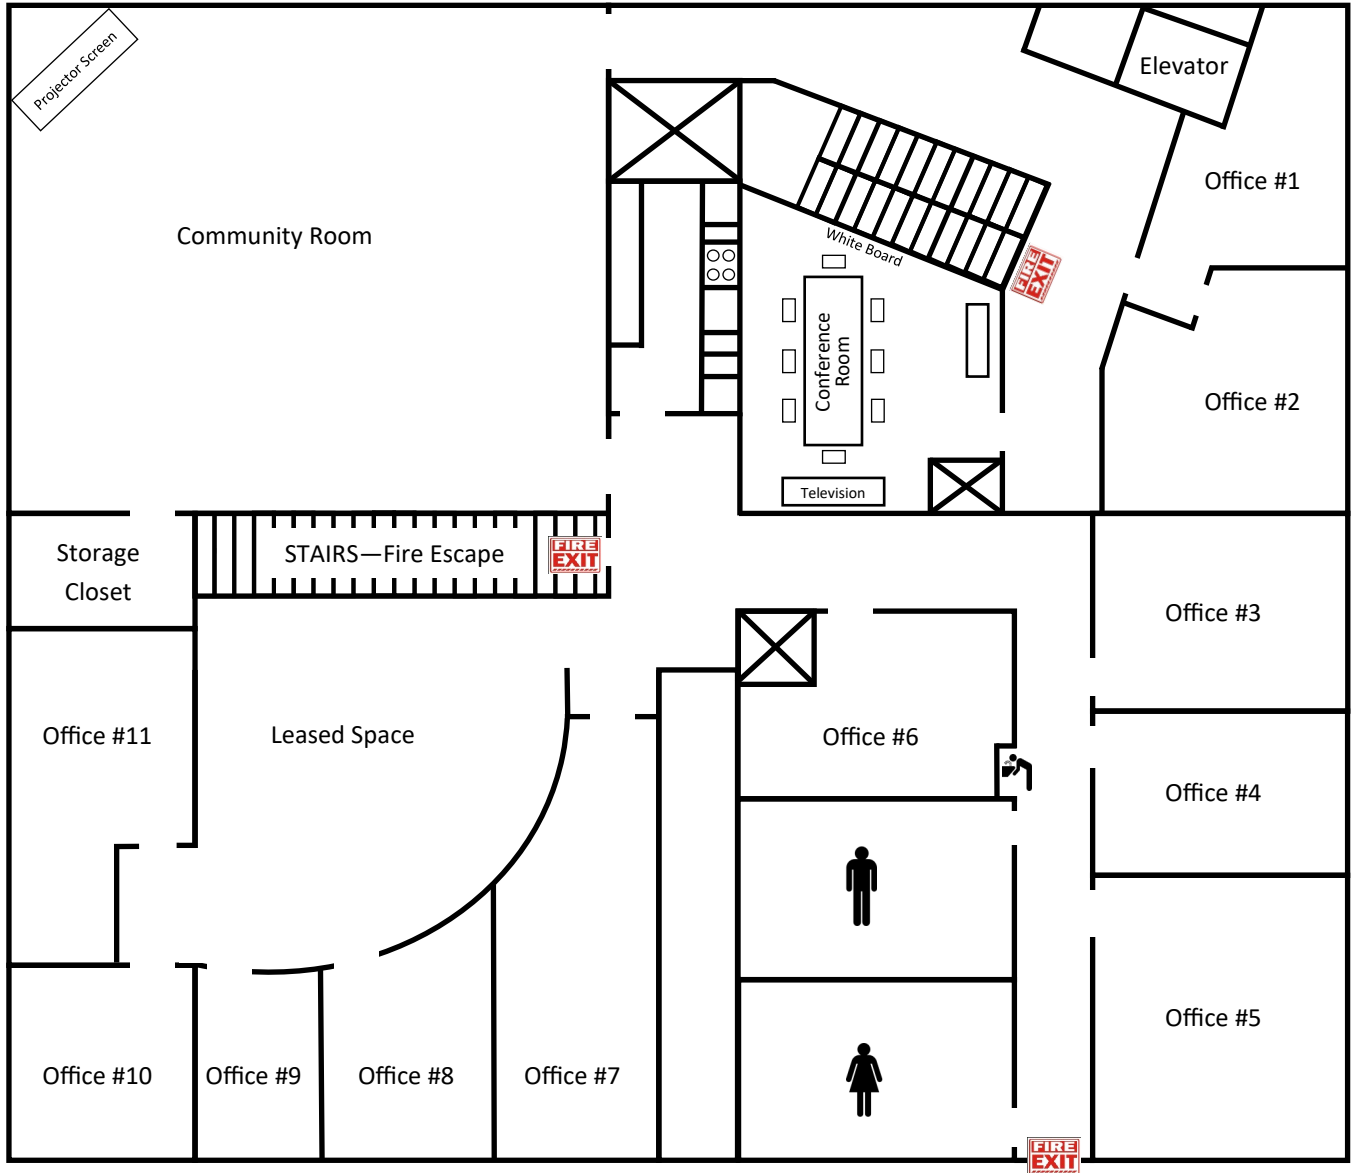 Projector Screen
Elevator
Office #1
Community Room
White Board
FIRE
EXIT
Conference
Room
Office #2
Television
Storage
Closet
STAIRS—Fire Escape
FIRE
EXIT
Office #3
Office #11
Leased Space
Office #6
Office #4
Office #5
Office #10
Office #9
Office #8
Office #7
FIRE
EXIT